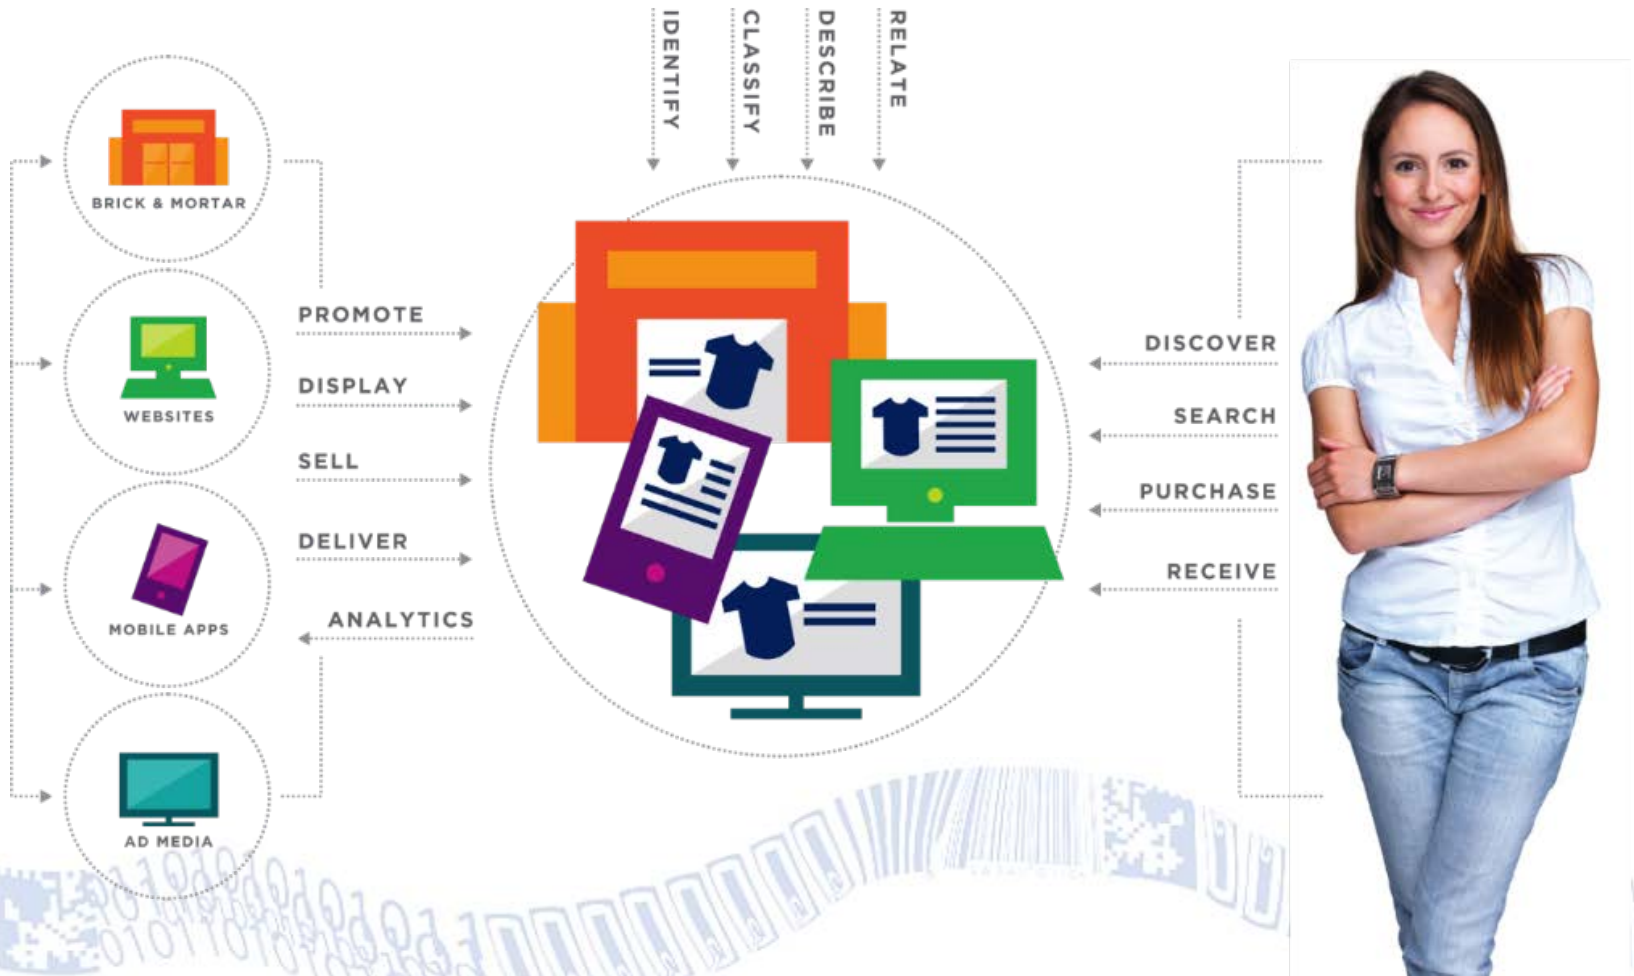 IDENTIFY
CLASSIFY
DESCRIBE
RELATE
BRICK & MORTAR
WEBSITES
MOBILE APPS
AD MEDIA
PROMOTE
DISPLAY
SELL
DELIVER
ANALYTICS
DISCOVER
SEARCH
PURCHASE
RECEIVE